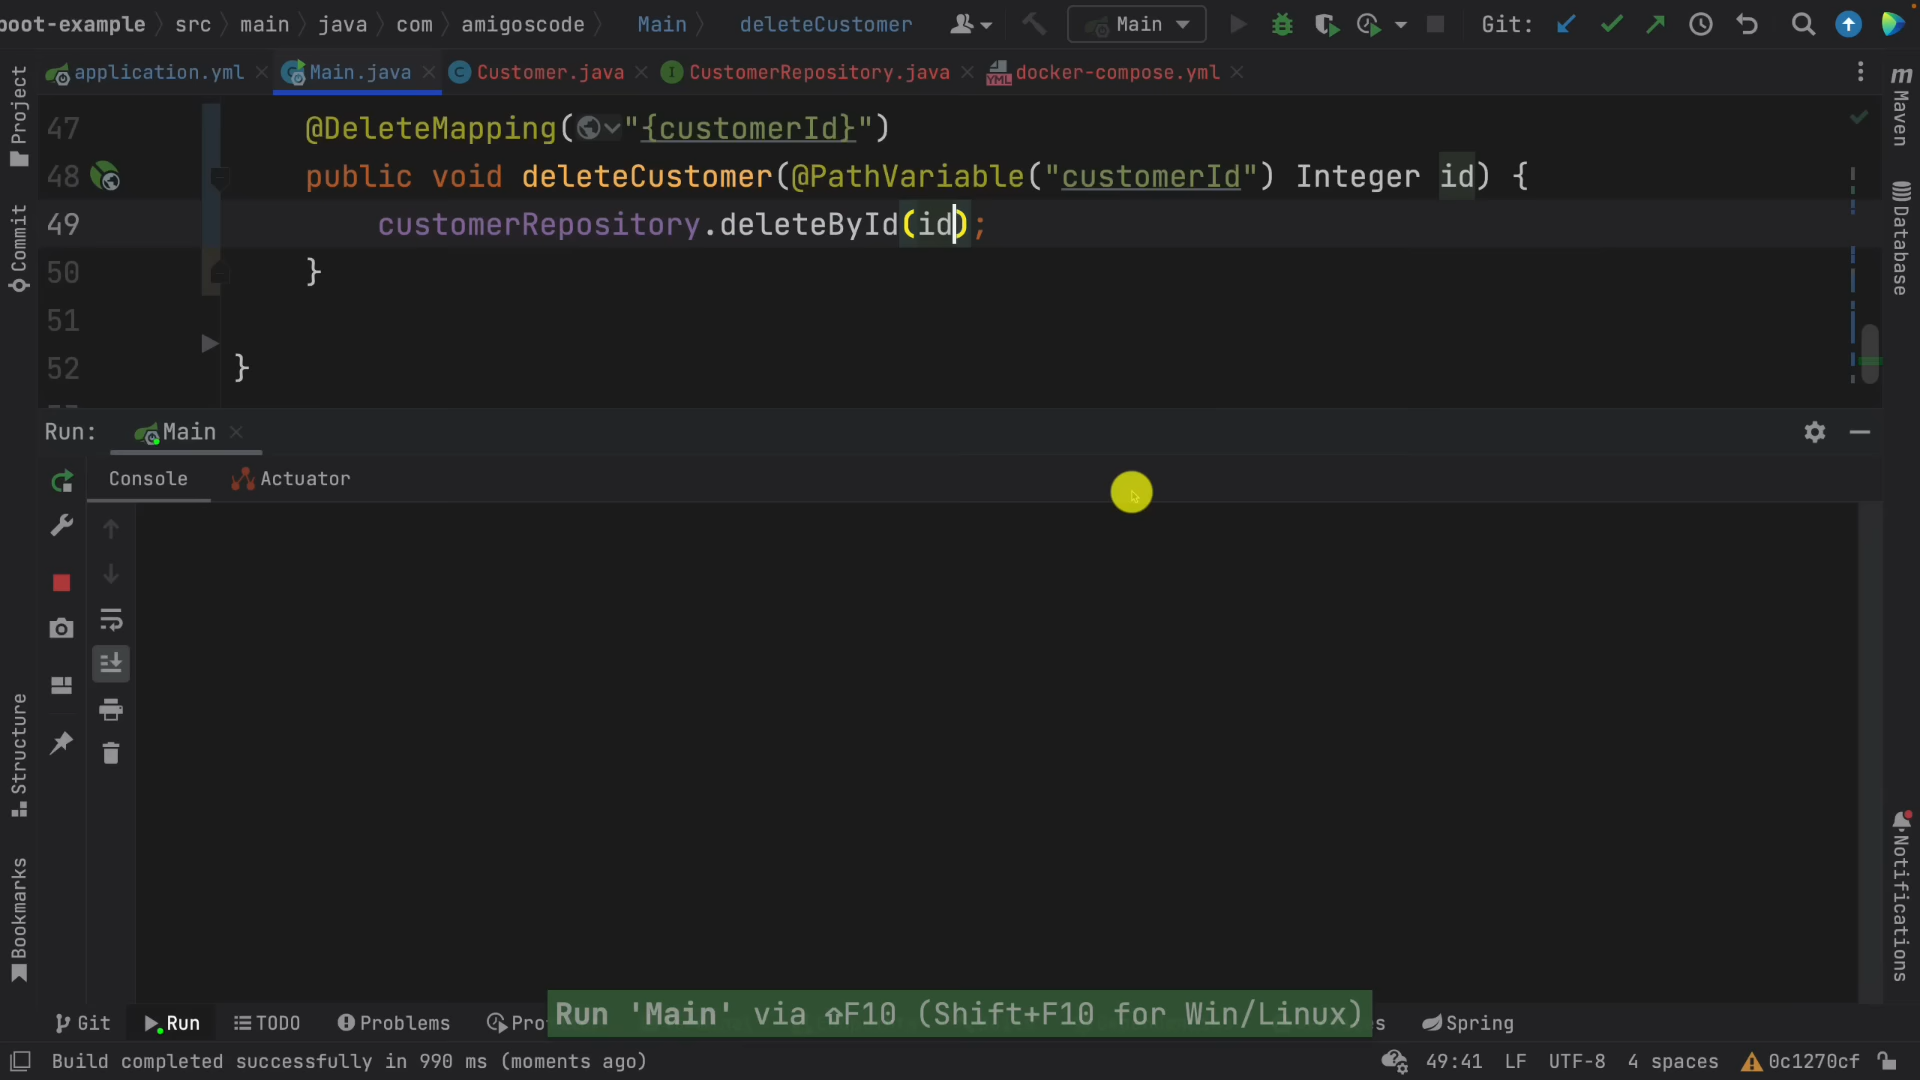 boot-example 〉 src 〉 main 〉 java 〉 com 〉 amigoscode 〉 Main 〉 deleteCustomer Main Git:
application.yml Main.java Customer.java CustomerRepository.java docker-compose.yml
47 @DeleteMapping("{customerId}")
48 public void deleteCustomer(@PathVariable("customerId") Integer id) {
49 customerRepository.deleteById(id);
50 }
51
52 }
Run: Main
Console Actuator
Project
Commit
Structure
Bookmarks
Maven
Database
Notifications
Run 'Main' via ⇧F10 (Shift+F10 for Win/Linux)
Git Run TODO Problems Pro Spring
Build completed successfully in 990 ms (moments ago) 49:41 LF UTF-8 4 spaces 0c1270cf